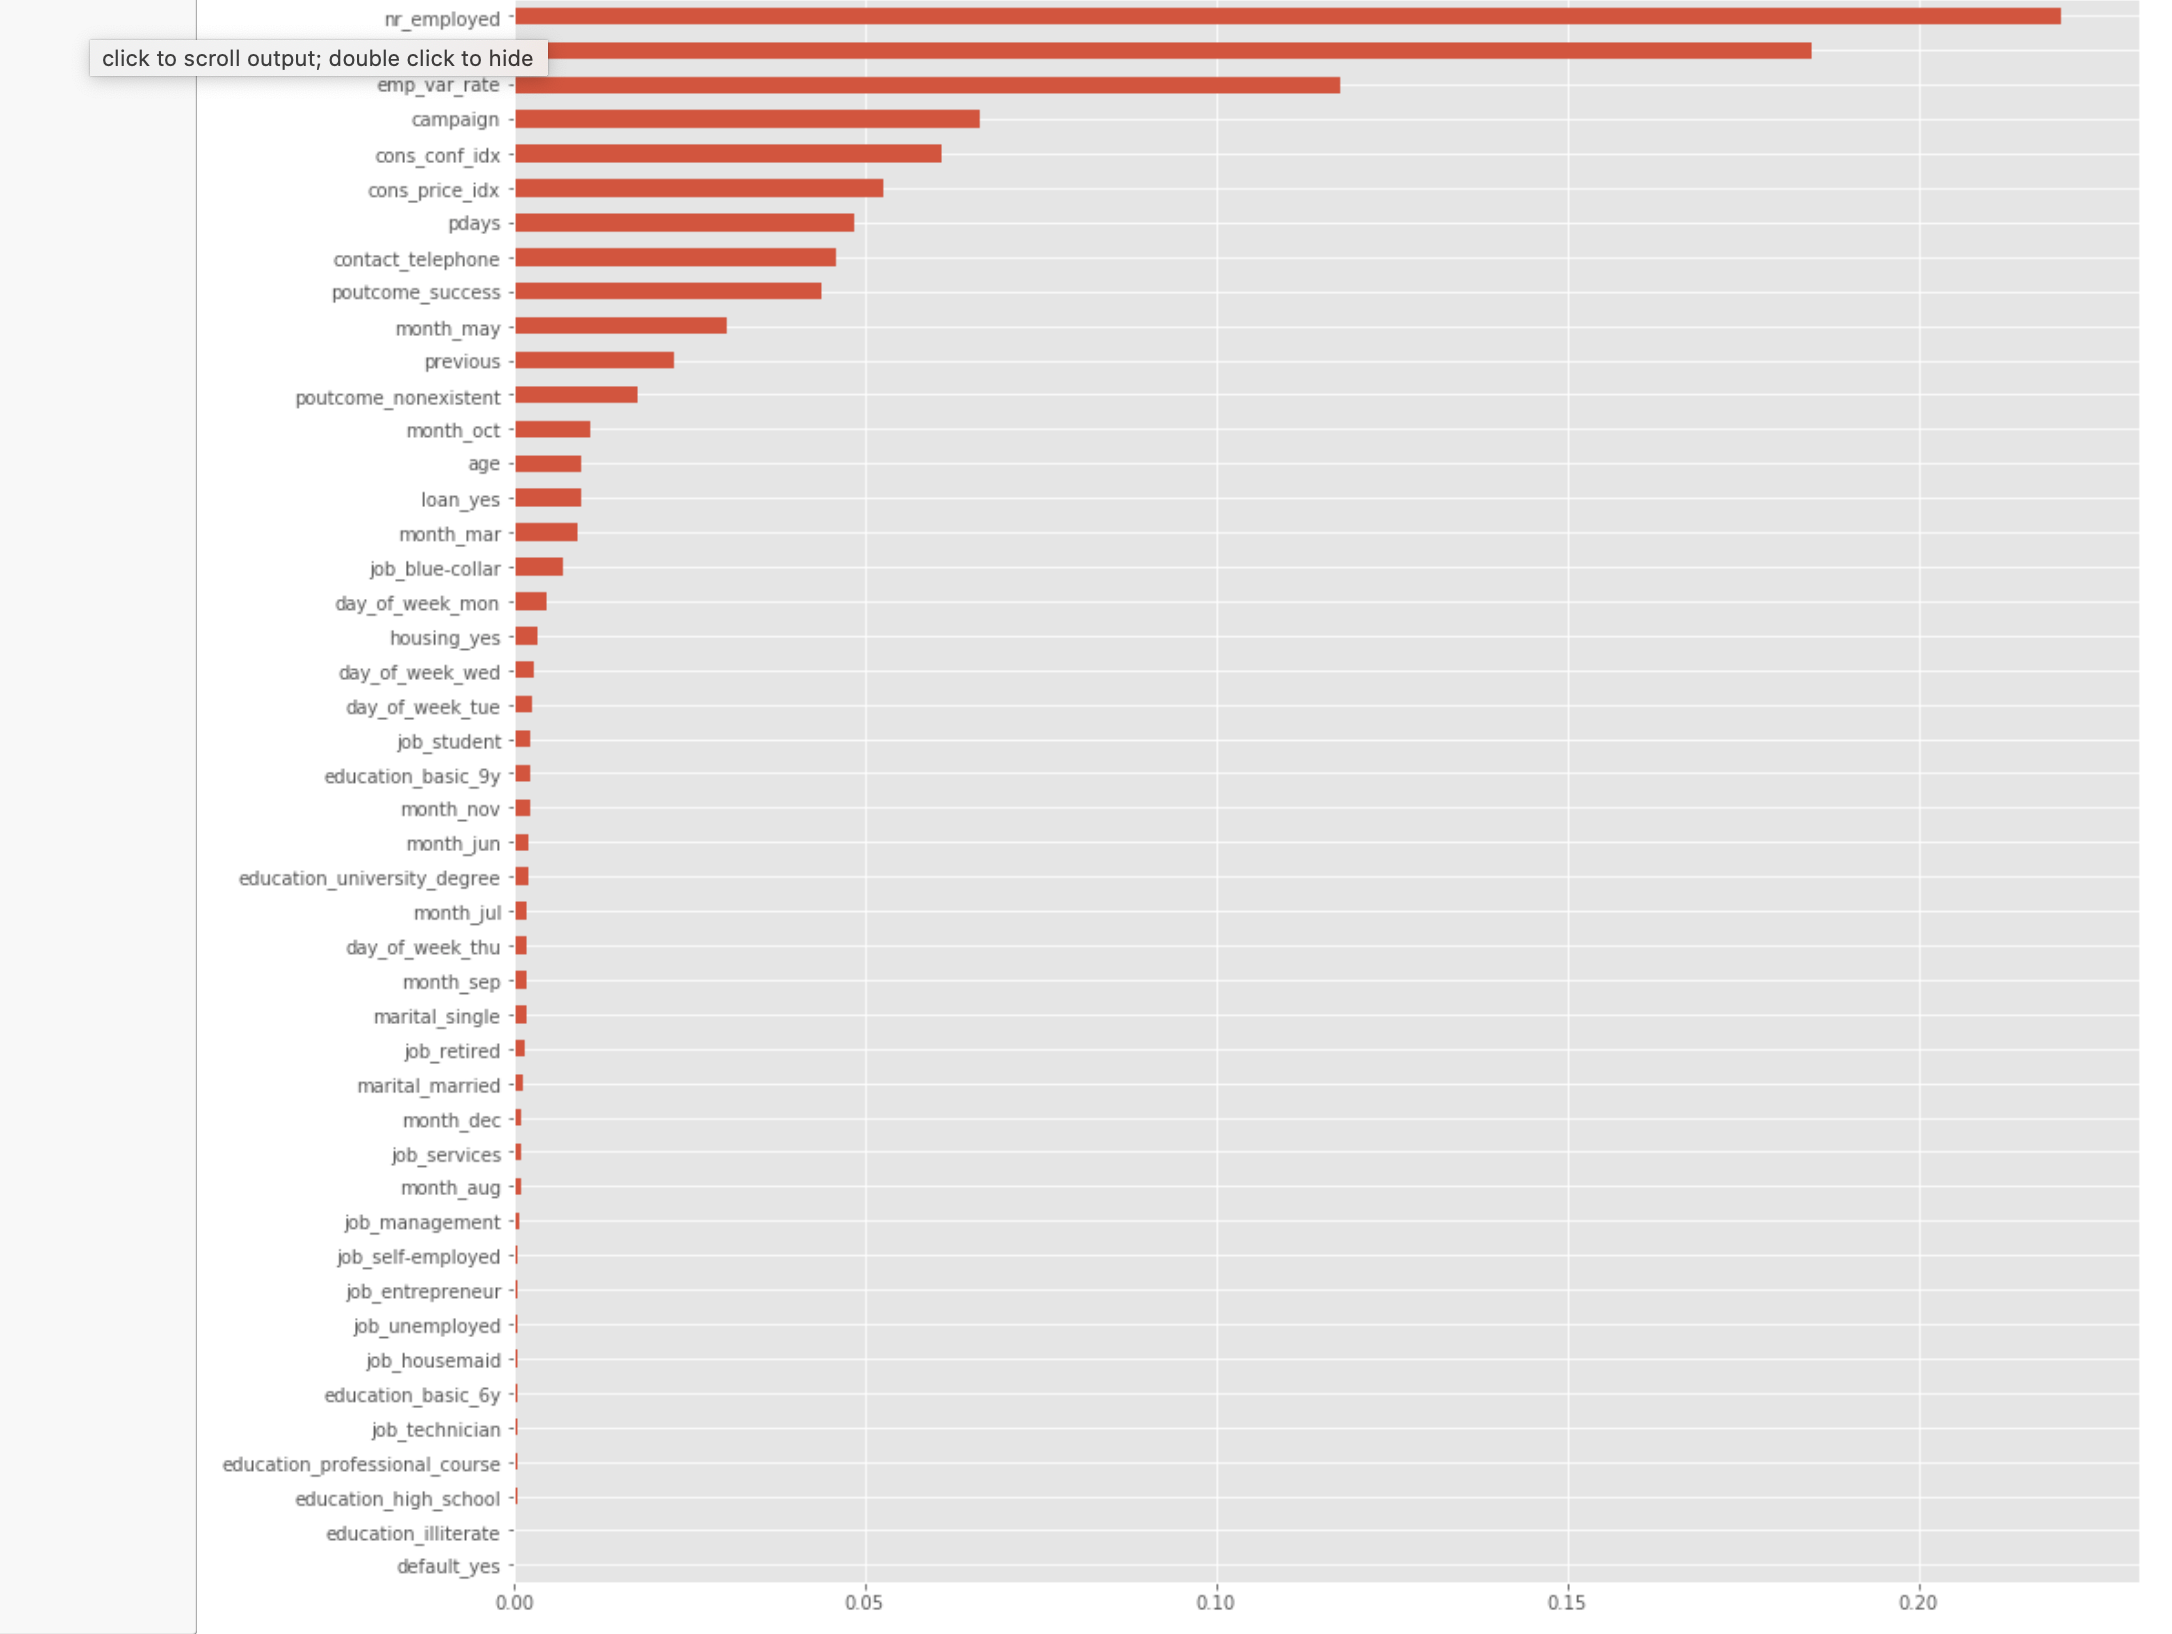 nr_employed
click to scroll output; double click to hide
emp_var_rate
campaign
cons_conf_idx
cons_price_idx
pdays
contact_telephone
poutcome_success
month_may
previous
poutcome_nonexistent
month_oct
age
loan_yes
month_mar
job_blue-collar
day_of_week_mon
housing_yes
day_of_week_wed
day_of_week_tue
job_student
education_basic_9y
month_nov
month_jun
education_university_degree
month_jul
day_of_week_thu
month_sep
marital_single
job_retired
marital_married
month_dec
job_services
month_aug
job_management
job_self-employed
job_entrepreneur
job_unemployed
job_housemaid
education_basic_6y
job_technician
education_professional_course
education_high_school
education_illiterate
default_yes
0.00 0.05 0.10 0.15 0.20